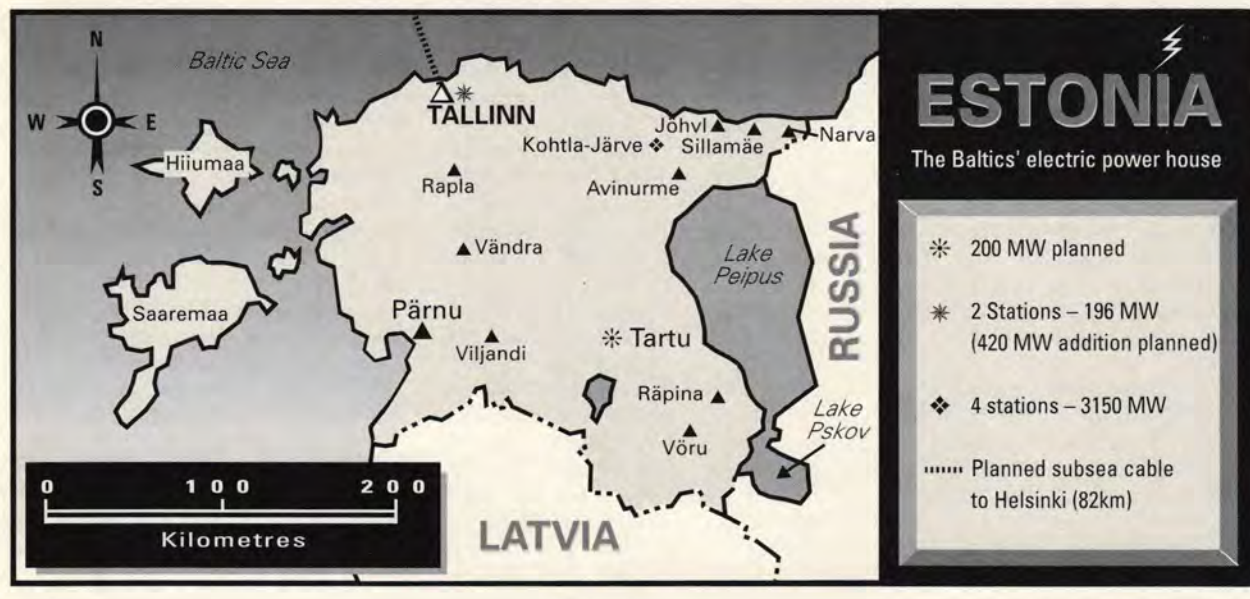 N
W E
S
Baltic Sea
Hiiumaa
Saaremaa
TALLINN
Rapla
Vändra
Pärnu
Viljandi
Kohtla-Järve
Jöhvl
Sillamäe
Narva
Avinurme
Lake
Peipus
Tartu
Räpina
Vöru
Lake
Pskov
RUSSIA
LATVIA
0 100 200
Kilometres
ESTONIA
The Baltics' electric power house
200 MW planned
2 Stations – 196 MW
(420 MW addition planned)
4 stations – 3150 MW
Planned subsea cable
to Helsinki (82km)